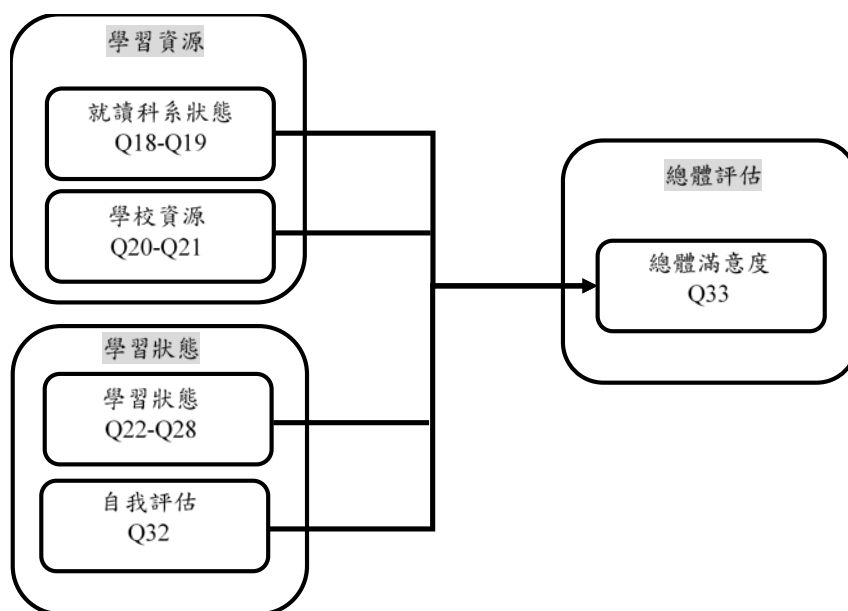 學習資源
就讀科系狀態
Q18-Q19
學校資源
Q20-Q21
學習狀態
學習狀態
Q22-Q28
自我評估
Q32
總體評估
總體滿意度
Q33